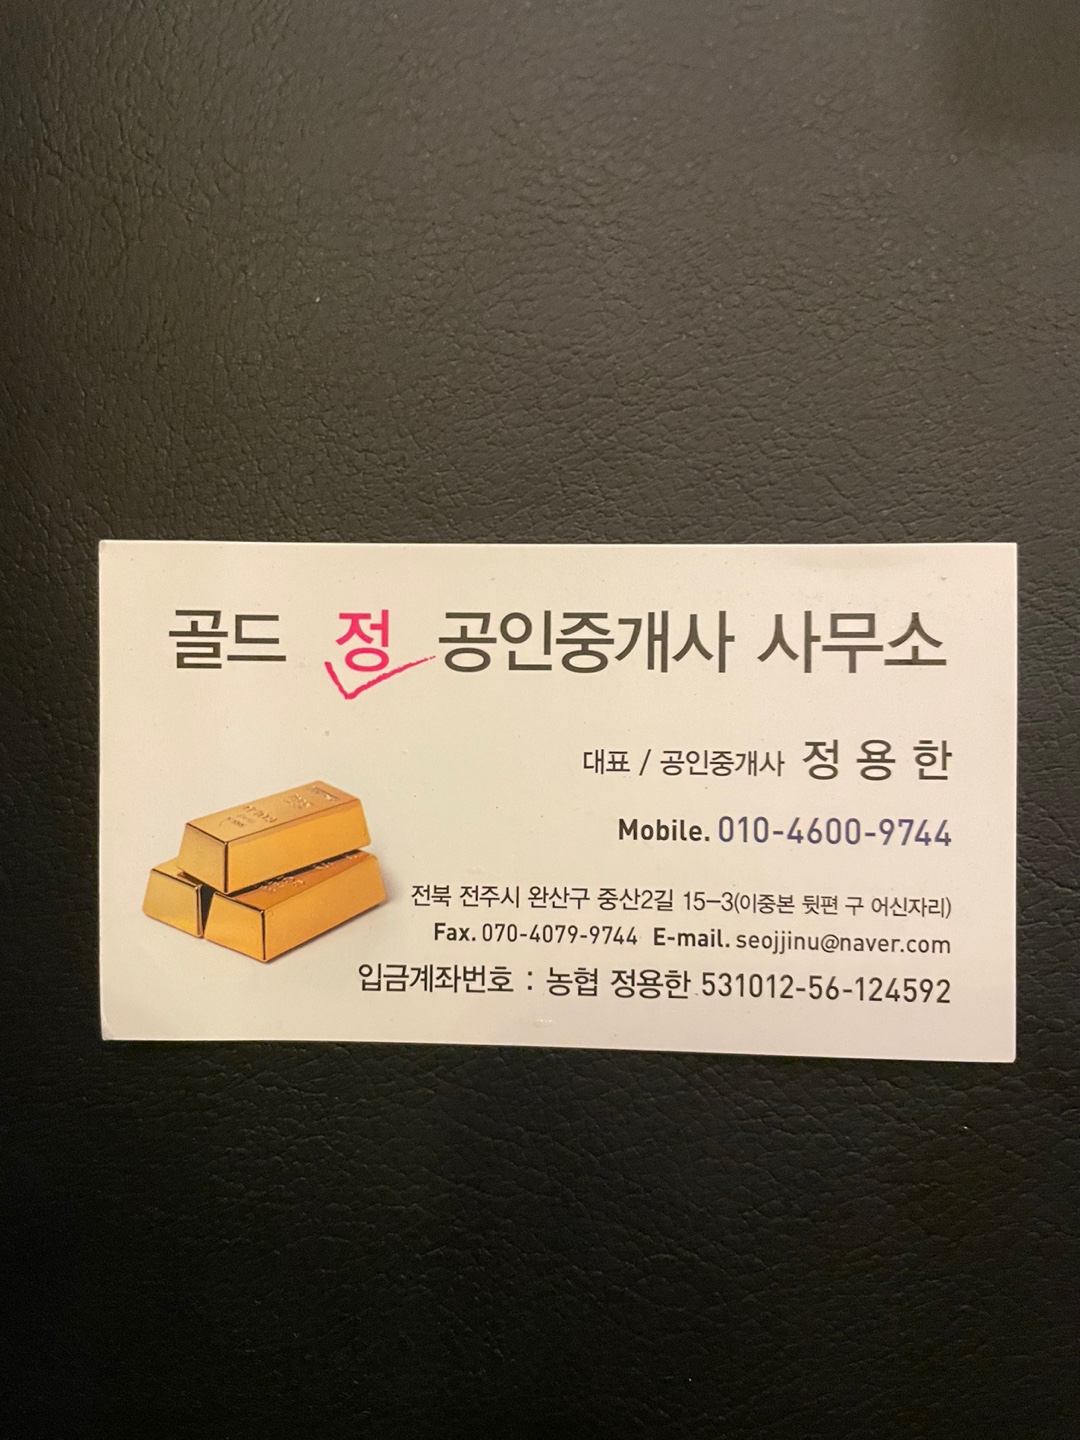 골드 정 공인중개사 사무소
대표 / 공인중개사 정용한
Mobile. 010-4600-9744
전북 전주시 완산구 중산2길 15-3(이중본 뒷편 구 어신자리)
Fax. 070-4079-9744 E-mail. seojjinu@naver.com
입금계좌번호 : 농협 정용한 531012-56-124592